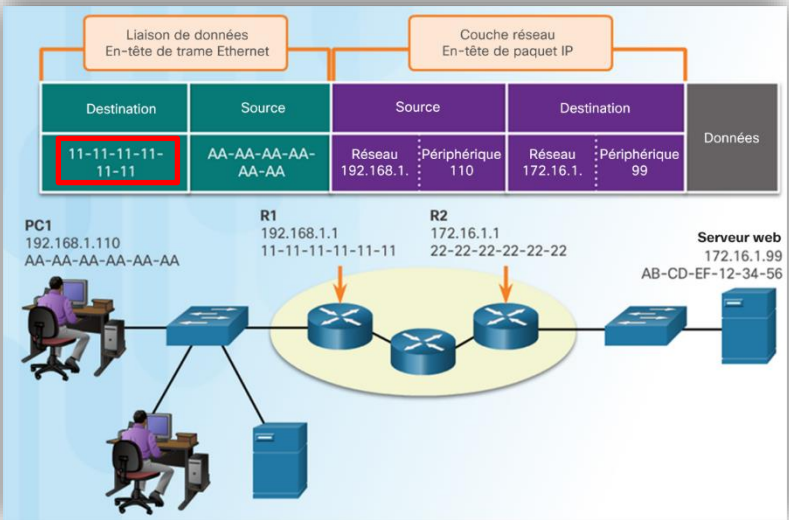 Liaison de données
En-tête de trame Ethernet
Couche réseau
En-tête de paquet IP
Destination
Source
Source
Destination
Données
11-11-11-11-
11-11
AA-AA-AA-AA-
AA-AA
Réseau
192.168.1.
Périphérique
110
Réseau
172.16.1.
Périphérique
99
PC1
192.168.1.110
AA-AA-AA-AA-AA-AA
R1
192.168.1.1
11-11-11-11-11-11
R2
172.16.1.1
22-22-22-22-22-22
Serveur web
172.16.1.99
AB-CD-EF-12-34-56